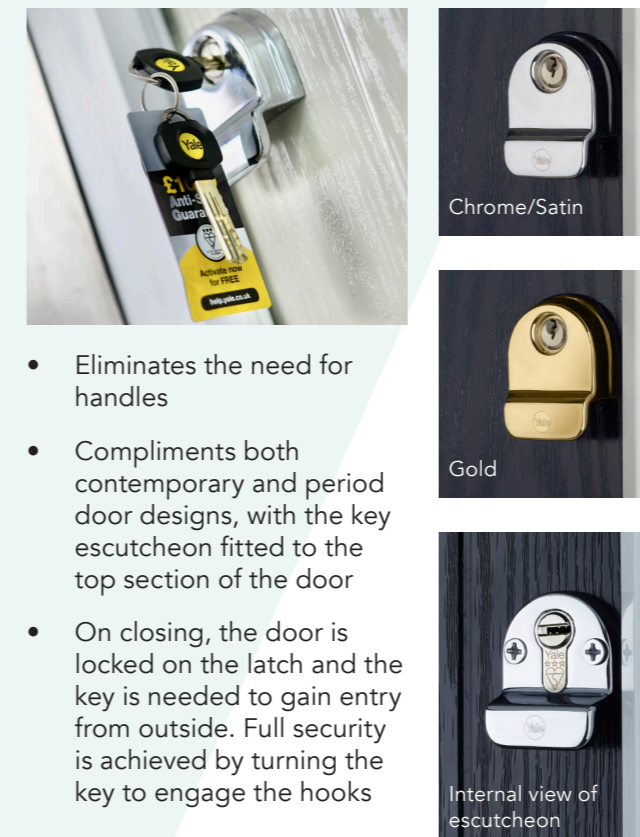 Yale
Yale
£10
Anti-S
Guara
Activate now
for FREE
help.yale.co.uk
Yale
Chrome/Satin
Yale
Gold
Yale
Yale
Internal view of
escutcheon
• Eliminates the need for
handles
• Compliments both
contemporary and period
door designs, with the key
escutcheon fitted to the
top section of the door
• On closing, the door is
locked on the latch and the
key is needed to gain entry
from outside. Full security
is achieved by turning the
key to engage the hooks